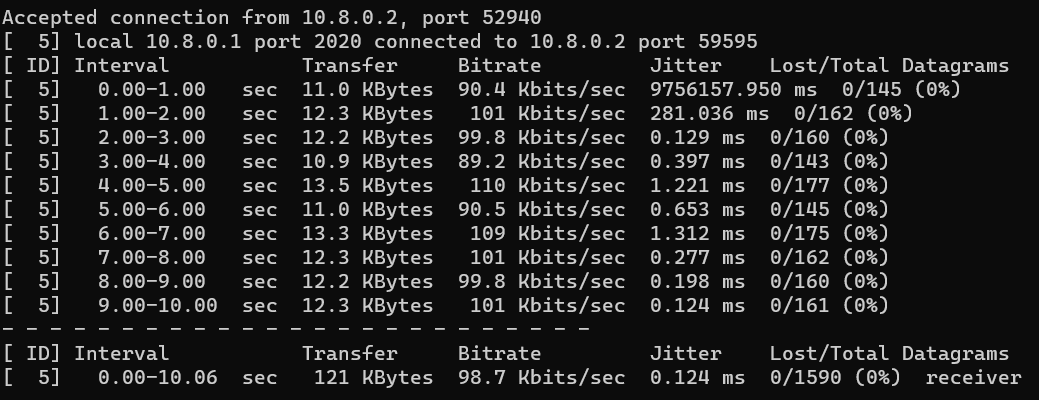 Accepted connection from 10.8.0.2, port 52940
[  5] local 10.8.0.1 port 2020 connected to 10.8.0.2 port 59595
[ ID] Interval           Transfer     Bitrate         Jitter    Lost/Total Datagrams
[  5]   0.00-1.00   sec  11.0 KBytes  90.4 Kbits/sec  9756157.950 ms  0/145 (0%)
[  5]   1.00-2.00   sec  12.3 KBytes   101 Kbits/sec  281.036 ms  0/162 (0%)
[  5]   2.00-3.00   sec  12.2 KBytes  99.8 Kbits/sec  0.129 ms  0/160 (0%)
[  5]   3.00-4.00   sec  10.9 KBytes  89.2 Kbits/sec  0.397 ms  0/143 (0%)
[  5]   4.00-5.00   sec  13.5 KBytes   110 Kbits/sec  1.221 ms  0/177 (0%)
[  5]   5.00-6.00   sec  11.0 KBytes  90.5 Kbits/sec  0.653 ms  0/145 (0%)
[  5]   6.00-7.00   sec  13.3 KBytes   109 Kbits/sec  1.312 ms  0/175 (0%)
[  5]   7.00-8.00   sec  12.3 KBytes   101 Kbits/sec  0.277 ms  0/162 (0%)
[  5]   8.00-9.00   sec  12.2 KBytes  99.8 Kbits/sec  0.198 ms  0/160 (0%)
[  5]   9.00-10.00  sec  12.3 KBytes   101 Kbits/sec  0.124 ms  0/161 (0%)
- - - - - - - - - - - - - - - - - - - - - - - - -
[ ID] Interval           Transfer     Bitrate         Jitter    Lost/Total Datagrams
[  5]   0.00-10.06  sec   121 KBytes  98.7 Kbits/sec  0.124 ms  0/1590 (0%)  receiver